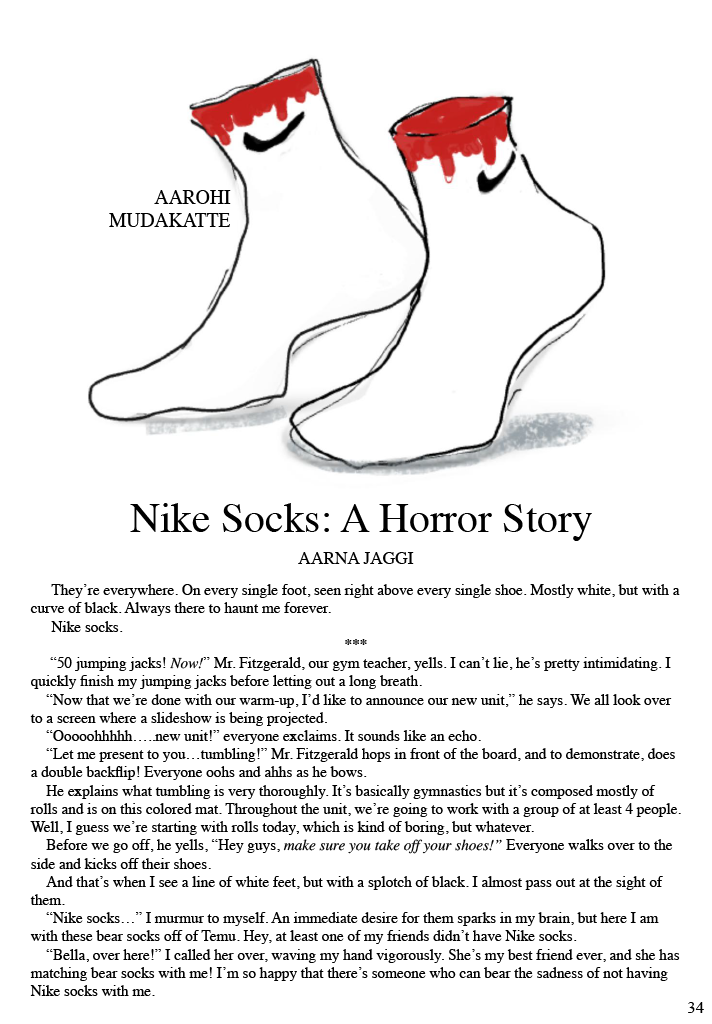 AAROHI
MUDAKATTE
Nike Socks: A Horror Story
AARNA JAGGI
They're everywhere. On every single foot, seen right above every single shoe. Mostly white, but with a
curve of black. Always there to haunt me forever.
Nike socks.
***
“50 jumping jacks! Now!” Mr. Fitzgerald, our gym teacher, yells. I can't lie, he's pretty intimidating. I
quickly finish my jumping jacks before letting out a long breath.
“Now that we're done with our warm-up, I'd like to announce our new unit,” he says. We all look over
to a screen where a slideshow is being projected.
“Ooooohhhhh…..new unit!” everyone exclaims. It sounds like an echo.
“Let me present to you…tumbling!” Mr. Fitzgerald hops in front of the board, and to demonstrate, does
a double backflip! Everyone oohs and ahhs as he bows.
He explains what tumbling is very thoroughly. It's basically gymnastics but it's composed mostly of
rolls and is on this colored mat. Throughout the unit, we're going to work with a group of at least 4 people.
Well, I guess we're starting with rolls today, which is kind of boring, but whatever.
Before we go off, he yells, “Hey guys, make sure you take off your shoes!” Everyone walks over to the
side and kicks off their shoes.
And that's when I see a line of white feet, but with a splotch of black. I almost pass out at the sight of
them.
“Nike socks…” I murmur to myself. An immediate desire for them sparks in my brain, but here I am
with these bear socks off of Temu. Hey, at least one of my friends didn't have Nike socks.
“Bella, over here!” I called her over, waving my hand vigorously. She's my best friend ever, and she has
matching bear socks with me! I'm so happy that there's someone who can bear the sadness of not having
Nike socks with me.
34